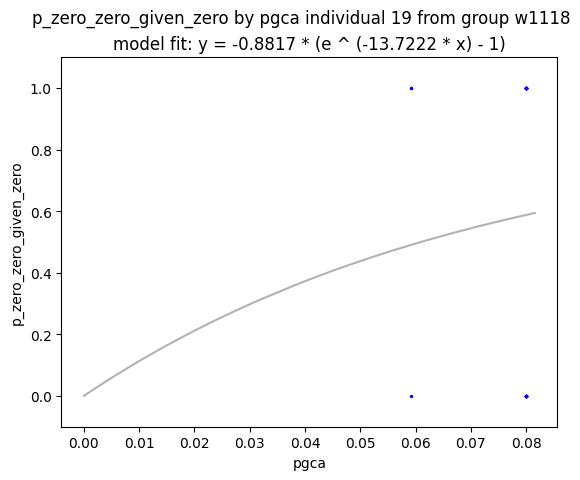 p_zero_zero_given_zero by pgca individual 19 from group w1118
model fit: y = -0.8817 * (e ^ (-13.7222 * x) - 1)
1.0
0.8
0.6
0.4
0.2
0.0
p_zero_zero_given_zero
0.00 0.01 0.02 0.03 0.04 0.05 0.06 0.07 0.08
pgca